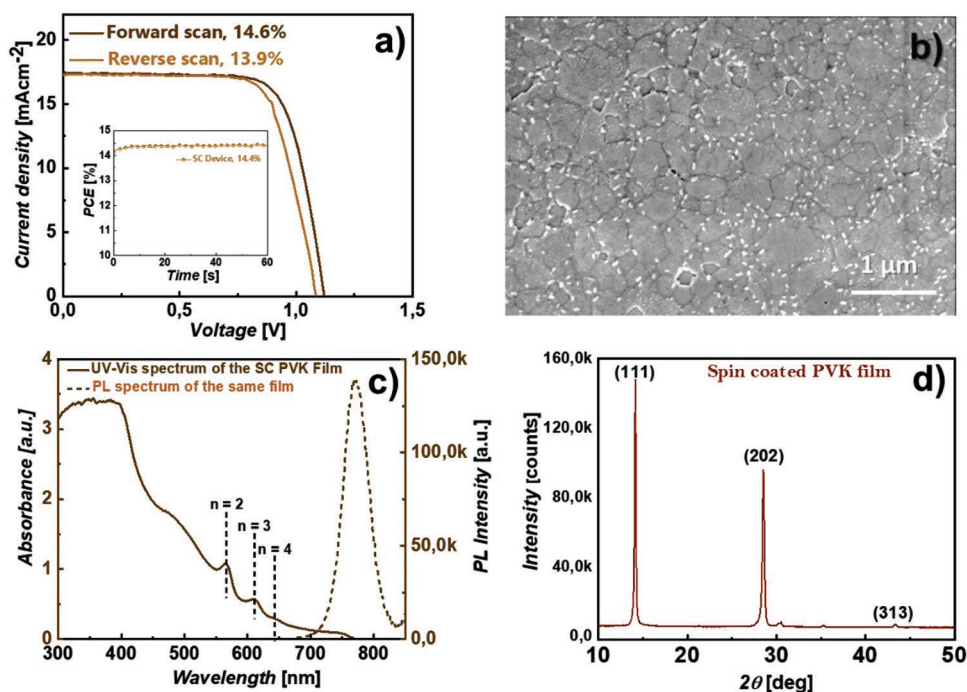 a)
Forward scan, 14.6%
Reverse scan, 13.9%
Current density [mAcm-2]
20
15
10
5
0
0,0
0,5
1,0
1,5
Voltage [V]
PCE [%]
15
14
13
12
11
10
SC Device, 14.4%
0
20
40
60
Time [s]
b)
1 µm
c)
UV-Vis spectrum of the SC PVK Film
PL spectrum of the same film
Absorbance [a.u.]
4
3
2
1
0
n = 2
n = 3
n = 4
300
400
500
600
700
800
Wavelength [nm]
150,0k
100,0k
50,0k
0,0
PL Intensity [a.u.]
d)
Spin coated PVK film
Intensity [counts]
160,0k
120,0k
80,0k
40,0k
0,0
(111)
(202)
(313)
10
20
30
40
50
2θ [deg]